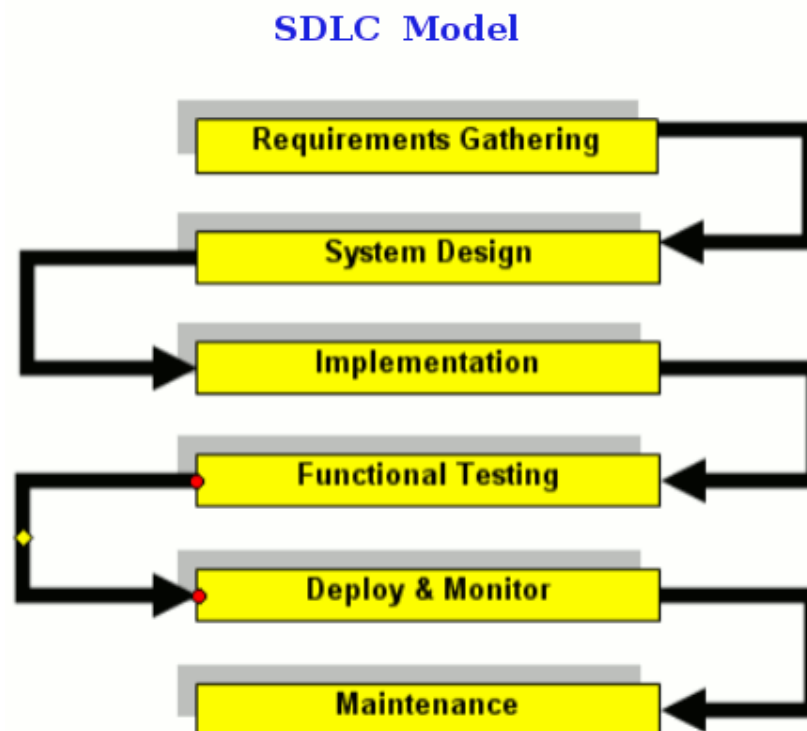 SDLC Model
Requirements Gathering
System Design
Implementation
Functional Testing
Deploy & Monitor
Maintenance